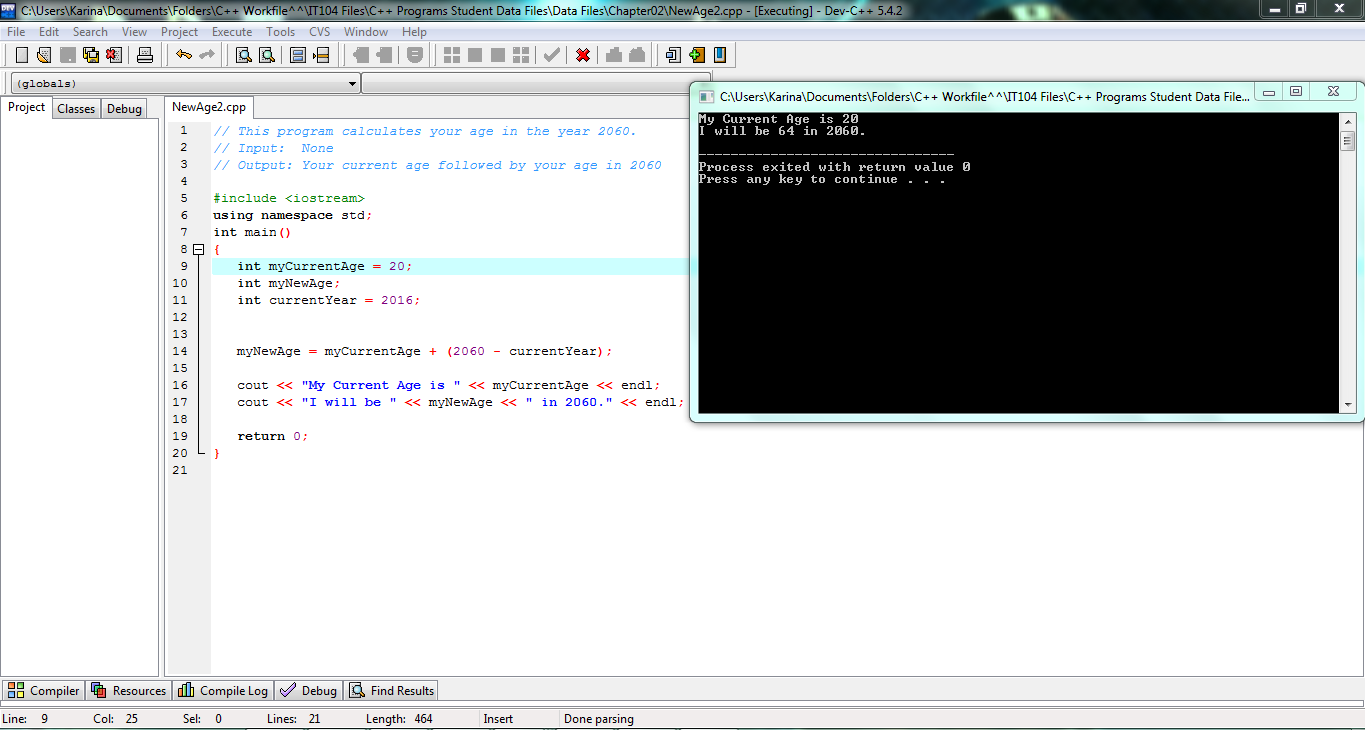 C:\Users\Karina\Documents\Folders\C++ Workfile^^\IT104 Files\C++ Programs Student Data Files\Data Files\Chapter02\NewAge2.cpp - [Executing] - Dev-C++ 5.4.2
File Edit Search View Project Execute Tools CVS Window Help
(globals)
Project Classes Debug
NewAge2.cpp
1 // This program calculates your age in the year 2060.
2 // Input:  None
3 // Output: Your current age followed by your age in 2060
4
5 #include <iostream>
6 using namespace std;
7 int main()
8 {
9 int myCurrentAge = 20;
10 int myNewAge;
11 int currentYear = 2016;
12
13
14 myNewAge = myCurrentAge + (2060 - currentYear);
15
16 cout << "My Current Age is " << myCurrentAge << endl;
17 cout << "I will be " << myNewAge << " in 2060." << endl;
18
19 return 0;
20 }
21
C:\Users\Karina\Documents\Folders\C++ Workfile^^\IT104 Files\C++ Programs Student Data File...
My Current Age is 20
I will be 64 in 2060.
--------------------------------
Process exited with return value 0
Press any key to continue . . .
Compiler Resources Compile Log Debug Find Results
Line: 9 Col: 25 Sel: 0 Lines: 21 Length: 464 Insert Done parsing